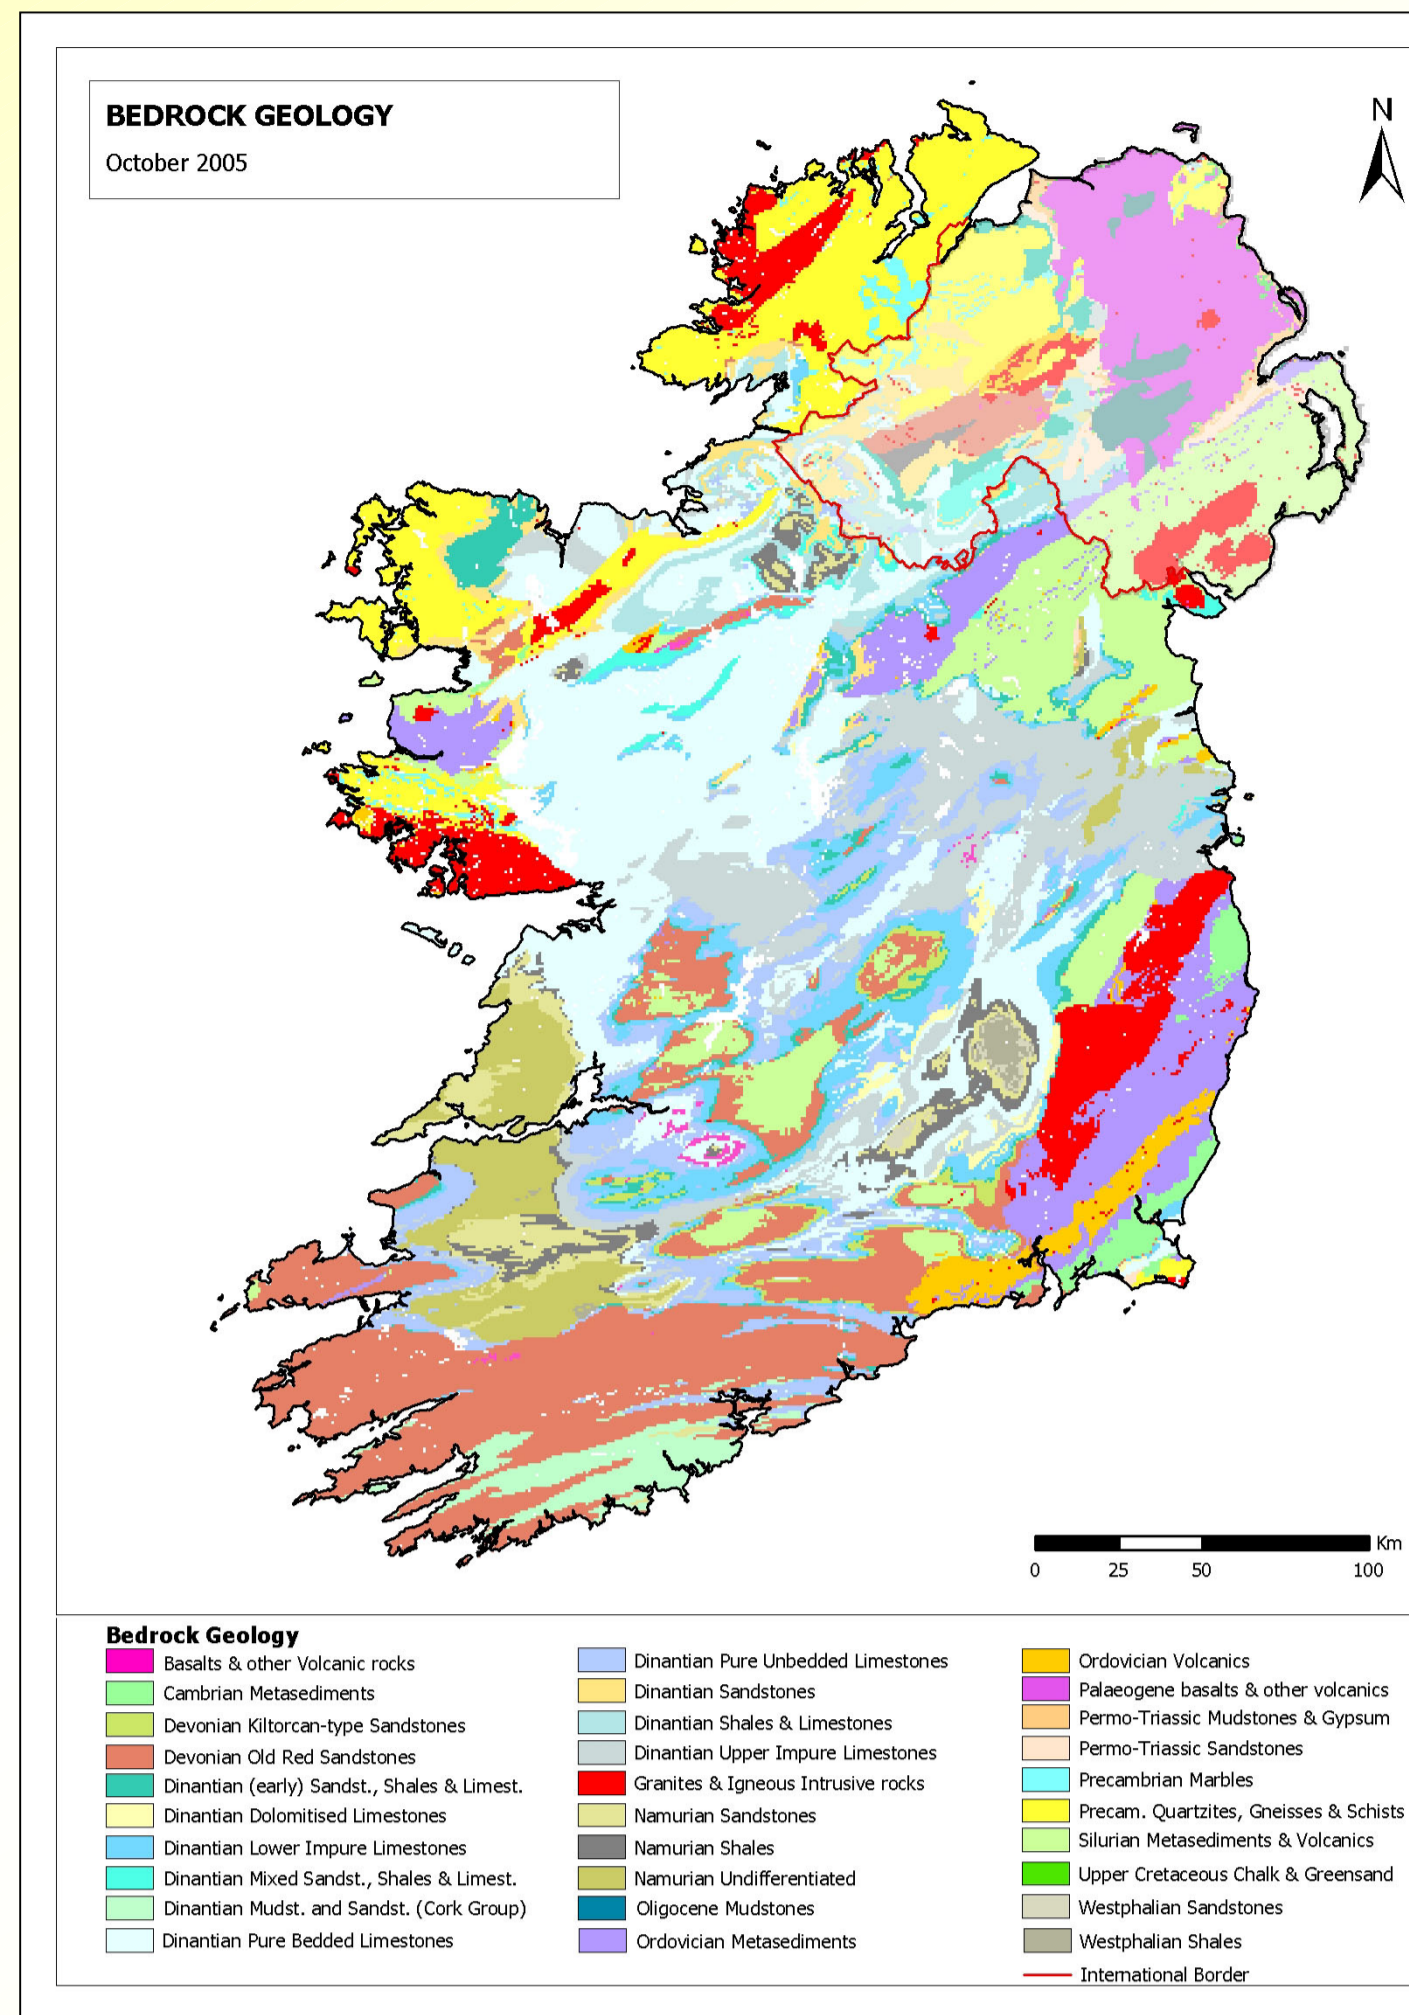 BEDROCK GEOLOGY
October 2005
N
Km
0 25 50 100
Bedrock Geology
Basalts & other Volcanic rocks
Cambrian Metasediments
Devonian Kiltorcan-type Sandstones
Devonian Old Red Sandstones
Dinantian (early) Sandst., Shales & Limest.
Dinantian Dolomitised Limestones
Dinantian Lower Impure Limestones
Dinantian Mixed Sandst., Shales & Limest.
Dinantian Mudst. and Sandst. (Cork Group)
Dinantian Pure Bedded Limestones
Dinantian Pure Unbedded Limestones
Dinantian Sandstones
Dinantian Shales & Limestones
Dinantian Upper Impure Limestones
Granites & Igneous Intrusive rocks
Namurian Sandstones
Namurian Shales
Namurian Undifferentiated
Oligocene Mudstones
Ordovician Metasediments
Ordovician Volcanics
Palaeogene basalts & other volcanics
Permo-Triassic Mudstones & Gypsum
Permo-Triassic Sandstones
Precambrian Marbles
Precam. Quartzites, Gneisses & Schists
Silurian Metasediments & Volcanics
Upper Cretaceous Chalk & Greensand
Westphalian Sandstones
Westphalian Shales
International Border